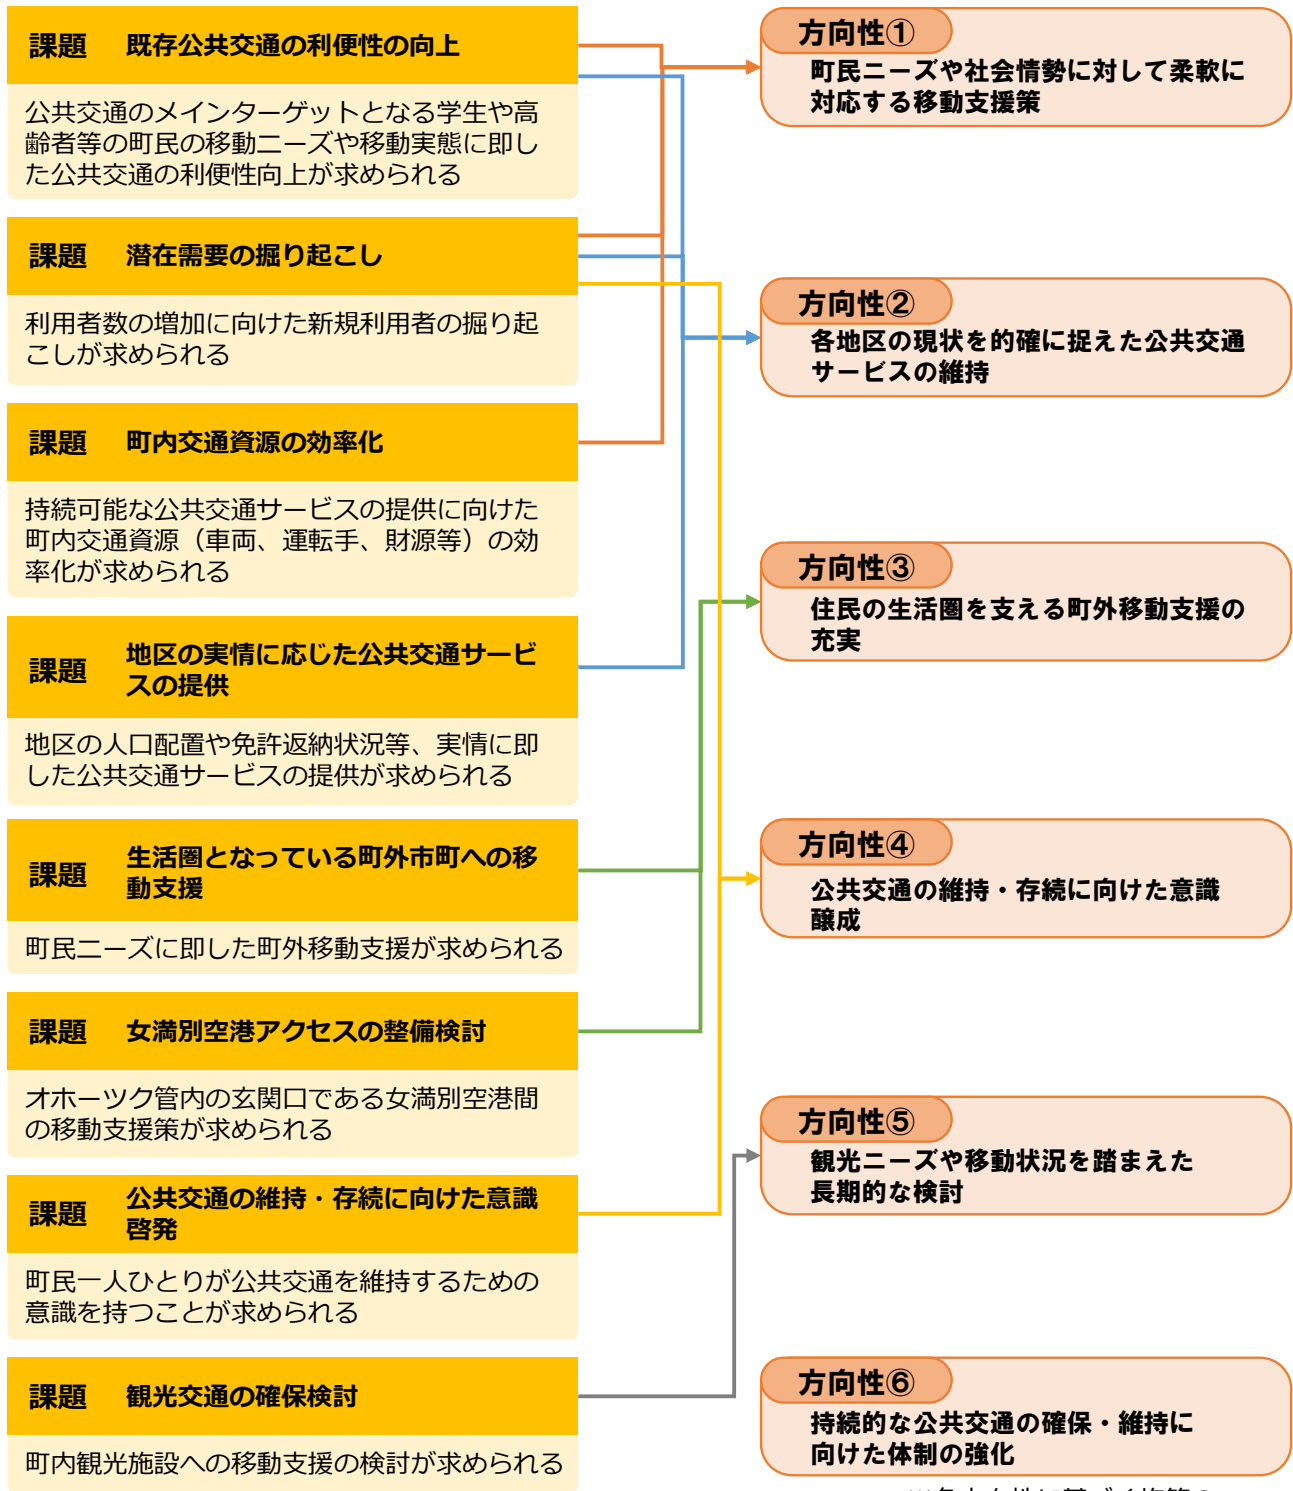 課題 既存公共交通の利便性の向上
公共交通のメインターゲットとなる学生や高
齢者等の町民の移動ニーズや移動実態に即し
た公共交通の利便性向上が求められる
課題 潜在需要の掘り起こし
利用者数の増加に向けた新規利用者の掘り起
こしが求められる
課題 町内交通資源の効率化
持続可能な公共交通サービスの提供に向けた
町内交通資源（車両、運転手、財源等）の効
率化が求められる
課題 地区の実情に応じた公共交通サービ
スの提供
地区の人口配置や免許返納状況等、実情に即
した公共交通サービスの提供が求められる
課題 生活圏となっている町外市町への移
動支援
町民ニーズに即した町外移動支援が求められる
課題 女満別空港アクセスの整備検討
オホーツク管内の玄関口である女満別空港間
の移動支援策が求められる
課題 公共交通の維持・存続に向けた意識
啓発
町民一人ひとりが公共交通を維持するための
意識を持つことが求められる
課題 観光交通の確保検討
町内観光施設への移動支援の検討が求められる
方向性①
町民ニーズや社会情勢に対して柔軟に
対応する移動支援策
方向性②
各地区の現状を的確に捉えた公共交通
サービスの維持
方向性③
住民の生活圏を支える町外移動支援の
充実
方向性④
公共交通の維持・存続に向けた意識
醸成
方向性⑤
観光ニーズや移動状況を踏まえた
長期的な検討
方向性⑥
持続的な公共交通の確保・維持に
向けた体制の強化